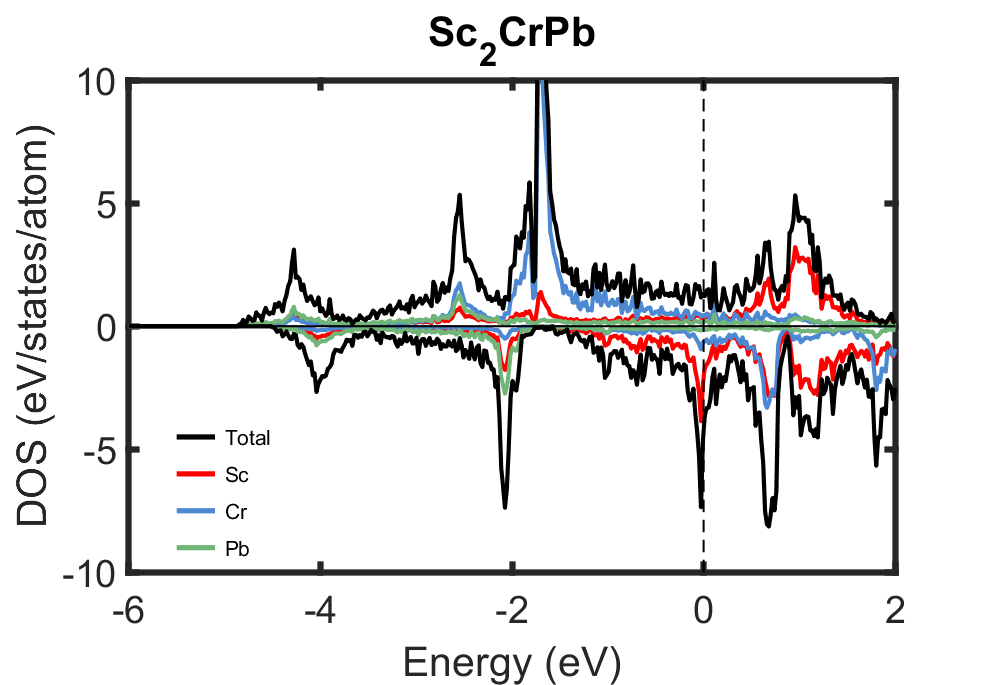 Sc₂CrPb
DOS (eV/states/atom)
10
5
0
-5
-10
Total
Sc
Cr
Pb
-6 -4 -2 0 2
Energy (eV)